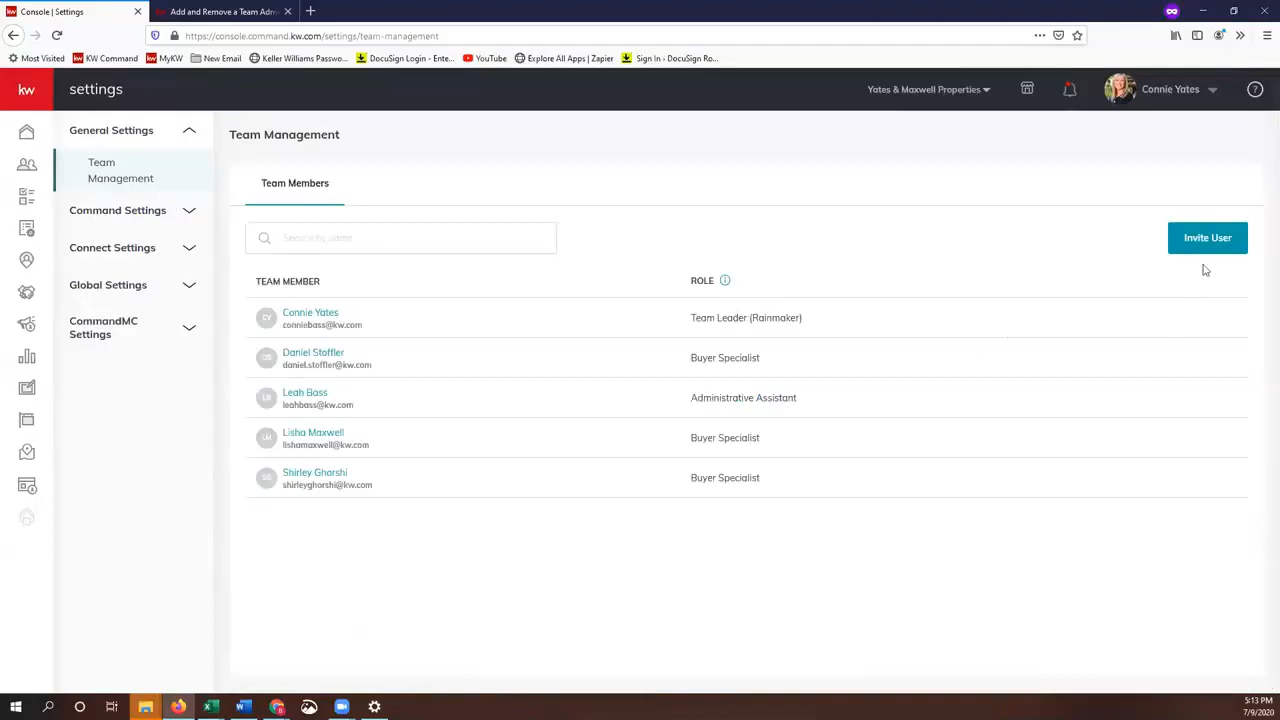 Console | Settings
Add and Remove a Team Adm
https://console.command.kw.com/settings/team-management
Most Visited
KW Command
MyKW
New Email
Keller Williams Passwo...
DocuSign Login - Ente...
YouTube
Explore All Apps | Zapier
Sign In › DocuSign Ro...
kw
settings
Yates & Maxwell Properties
Connie Yates
General Settings
Team
Management
Command Settings
Connect Settings
Global Settings
CommandMC
Settings
Team Management
Team Members
Search by name
Invite User
TEAM MEMBER
ROLE
CY
Connie Yates
conniebass@kw.com
Team Leader (Rainmaker)
DS
Daniel Stoffler
daniel.stoffler@kw.com
Buyer Specialist
LB
Leah Bass
leahbass@kw.com
Administrative Assistant
LM
Lisha Maxwell
lishamaxwell@kw.com
Buyer Specialist
SG
Shirley Ghorshi
shirleyghorshi@kw.com
Buyer Specialist
5:13 PM
7/9/2020